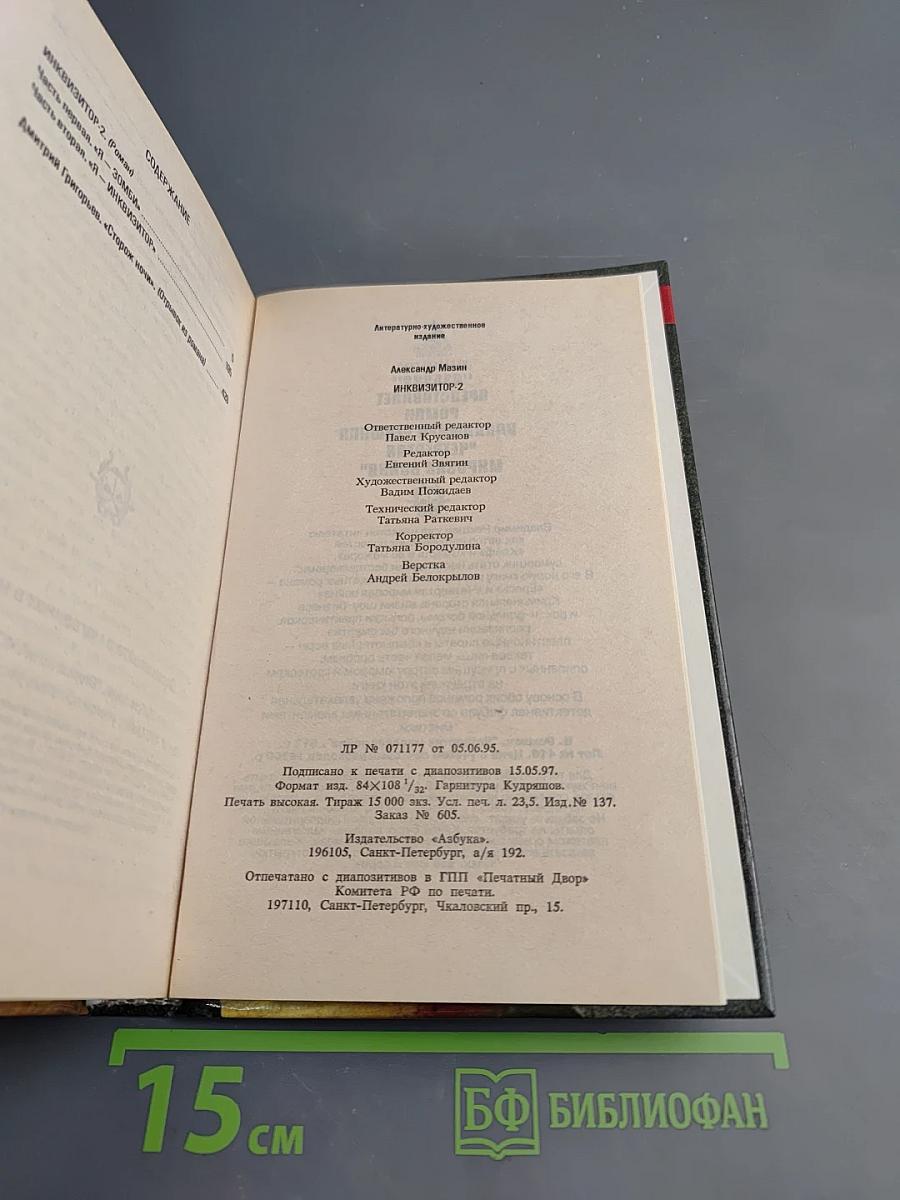 СОДЕРЖАНИЕ
ИНКВИЗИТОР-2. (Роман)
Часть первая. «Я — ЗОМБИ»
Часть вторая. «Я — ИНКВИЗИТОР»
Дмитрий Григорьев. «Сторож ночи». (Отрывок из романа)
Литературно-художественное
издание
Александр Мазин
ИНКВИЗИТОР-2
Ответственный редактор
Павел Крусанов
Редактор
Евгений Звягин
Художественный редактор
Вадим Пожидаев
Технический редактор
Татьяна Раткевич
Корректор
Татьяна Бородулина
Верстка
Андрей Белокрылов
ЛР № 071177 от 05.06.95.
Подписано к печати с диапозитивов 15.05.97.
Формат изд. 84×108 1/32. Гарнитура Кудряшов.
Печать высокая. Тираж 15 000 экз. Усл. печ. л. 23,5. Изд.№ 137.
Заказ № 605.
Издательство «Азбука».
196105, Санкт-Петербург, а/я 192.
Отпечатано с диапозитивов в ГПП «Печатный Двор»
Комитета РФ по печати.
197110, Санкт-Петербург, Чкаловский пр., 15.
15 см
БФ БИБЛИОФАН